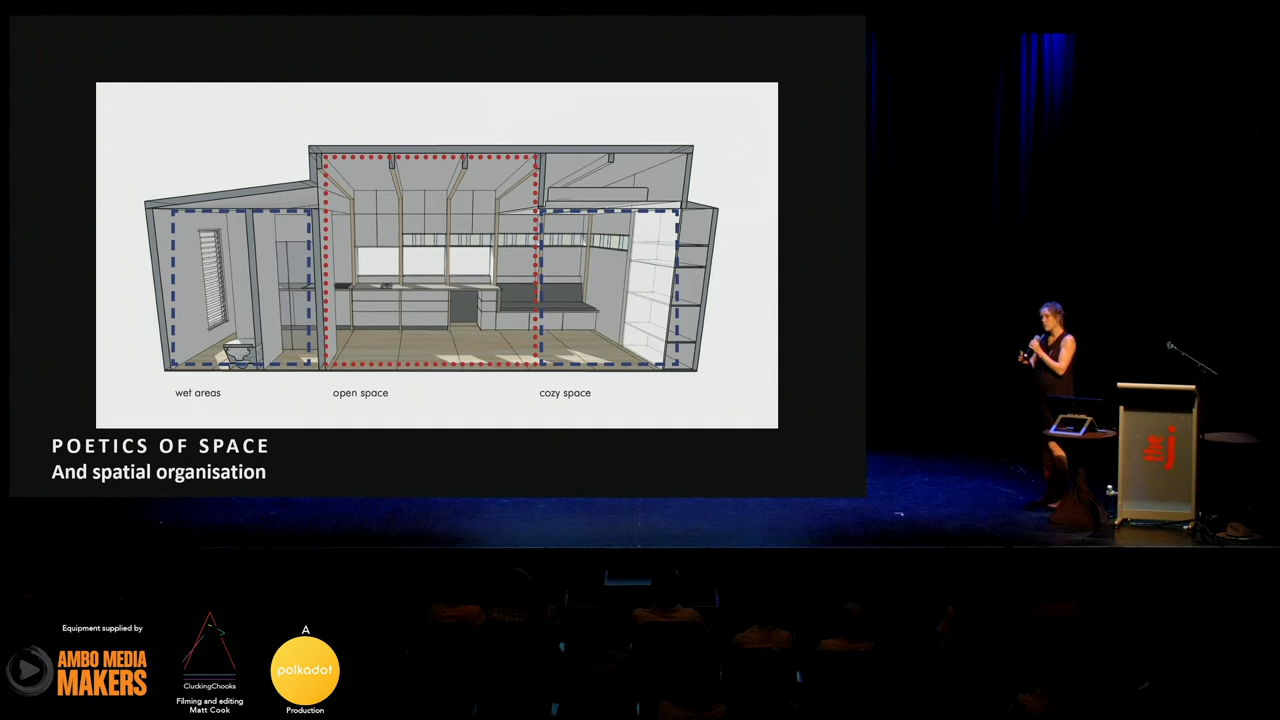 wet areas
open space
cozy space
POETICS OF SPACE
And spatial organisation
the
Equipment supplied by
AMBO MEDIA
MAKERS
CluckingChooks
Filming and editing
Matt Cook
A
polkadot
Production